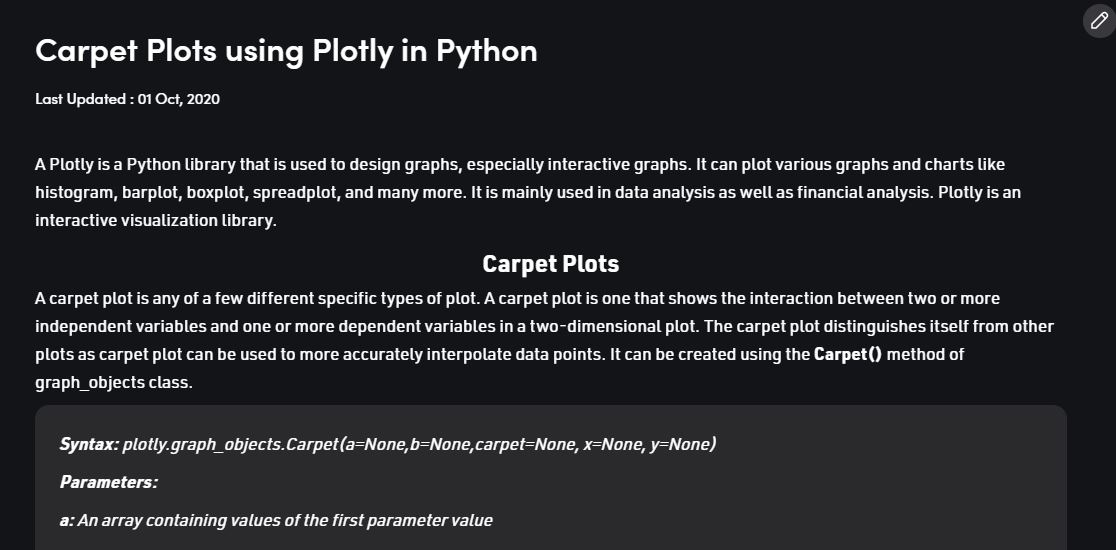 Carpet Plots using Plotly in Python
Last Updated : 01 Oct, 2020
A Plotly is a Python library that is used to design graphs, especially interactive graphs. It can plot various graphs and charts like
histogram, barplot, boxplot, spreadplot, and many more. It is mainly used in data analysis as well as financial analysis. Plotly is an
interactive visualization library.
Carpet Plots
A carpet plot is any of a few different specific types of plot. A carpet plot is one that shows the interaction between two or more
independent variables and one or more dependent variables in a two-dimensional plot. The carpet plot distinguishes itself from other
plots as carpet plot can be used to more accurately interpolate data points. It can be created using the Carpet() method of
graph_objects class.
Syntax: plotly.graph_objects.Carpet(a=None,b=None,carpet=None, x=None, y=None)
Parameters:
a: An array containing values of the first parameter value